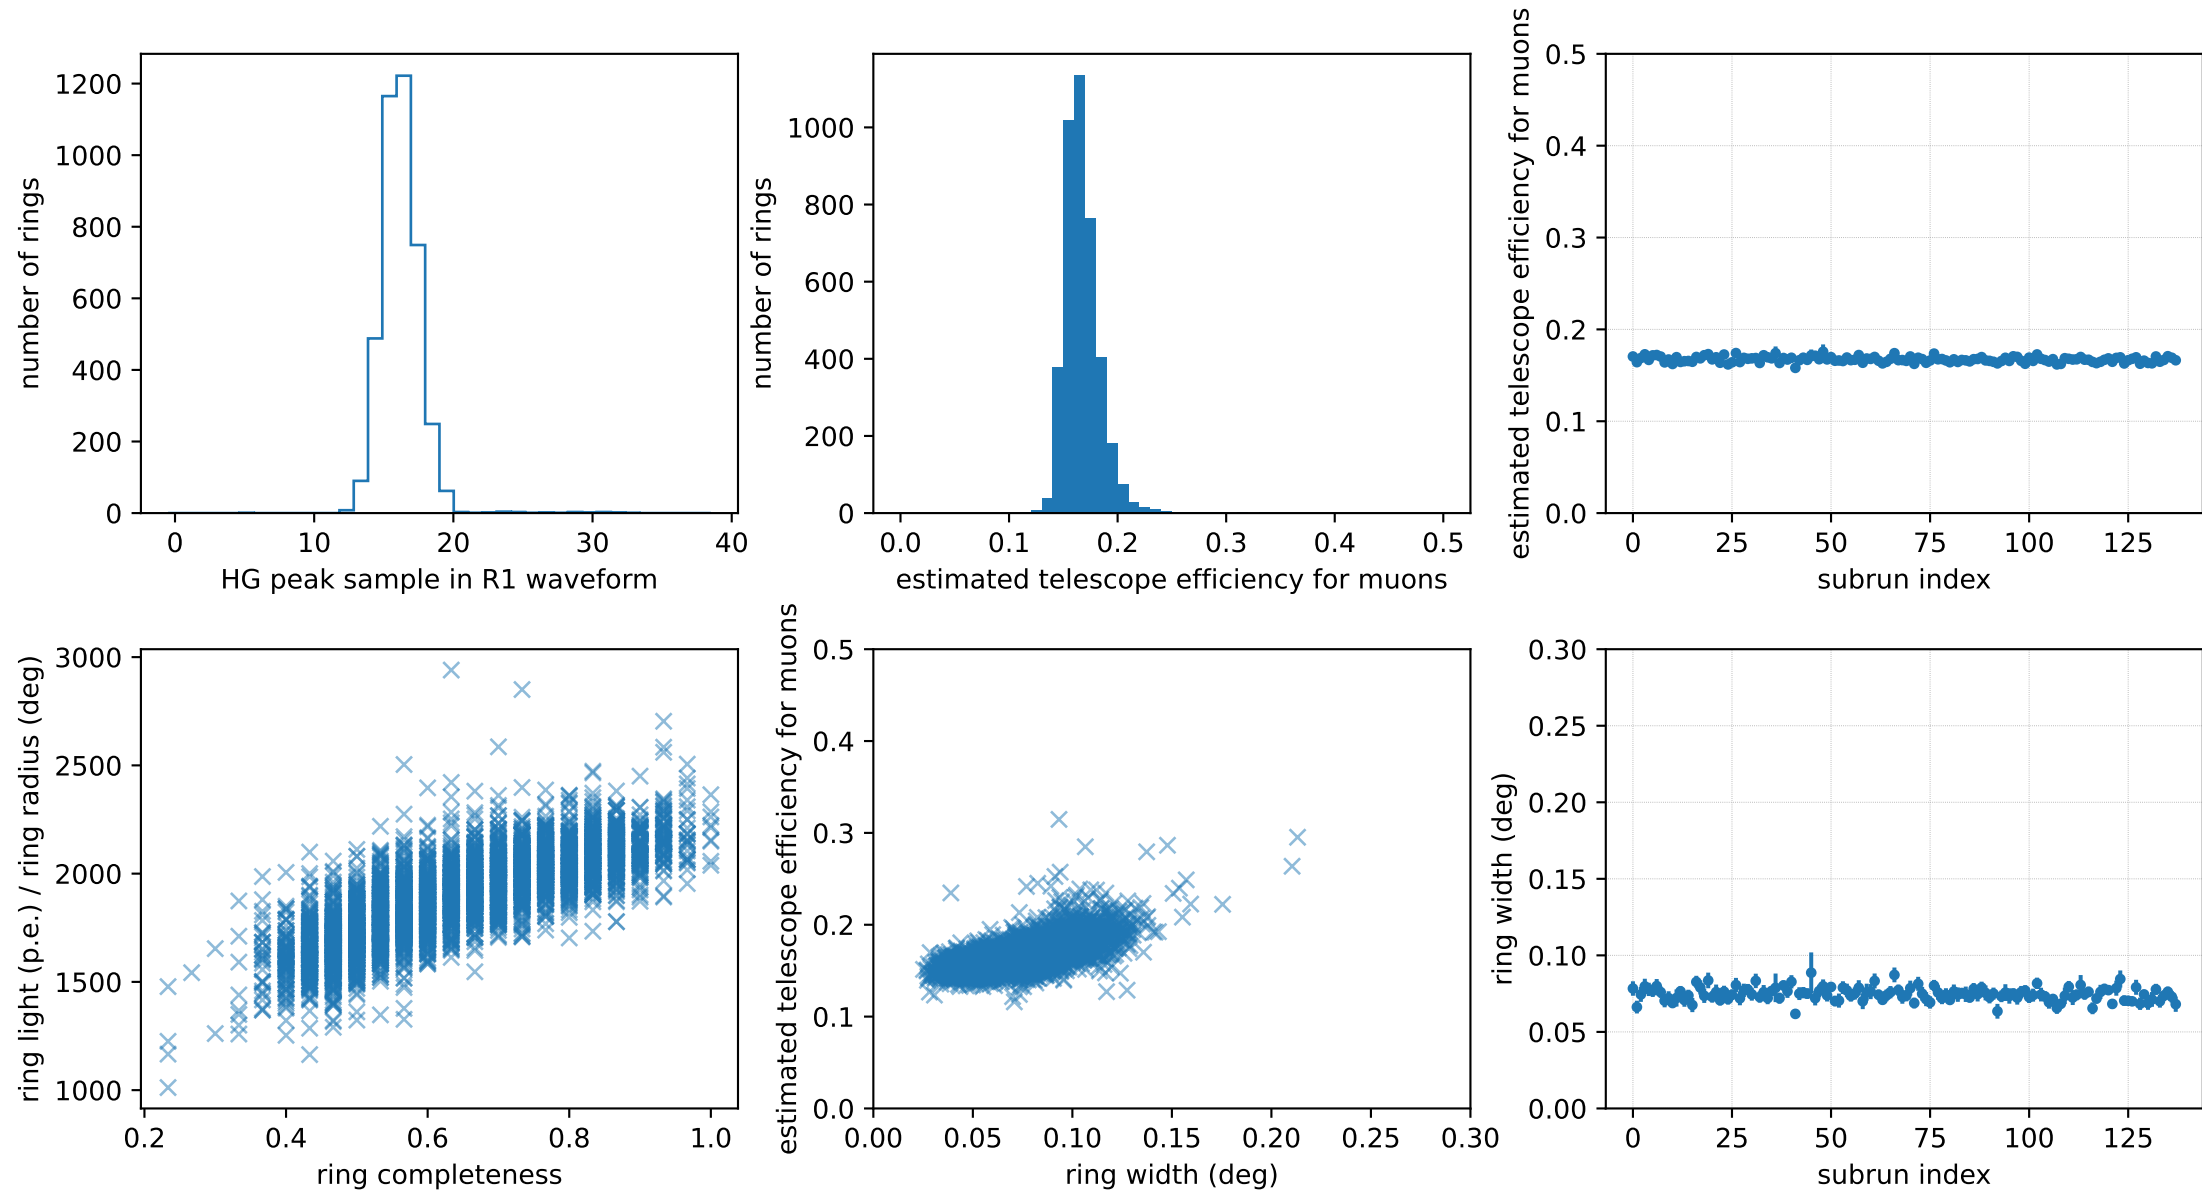 number of rings
1200
1000
800
600
400
200
0
0 10 20 30 40
HG peak sample in R1 waveform
number of rings
1000
800
600
400
200
0
0.0 0.1 0.2 0.3 0.4 0.5
estimated telescope efficiency for muons
estimated telescope efficiency for muons
0.5
0.4
0.3
0.2
0.1
0.0
0 25 50 75 100 125
subrun index
ring light (p.e.) / ring radius (deg)
3000
2500
2000
1500
1000
0.2 0.4 0.6 0.8 1.0
ring completeness
estimated telescope efficiency for muons
0.5
0.4
0.3
0.2
0.1
0.0
0.00 0.05 0.10 0.15 0.20 0.25 0.30
ring width (deg)
ring width (deg)
0.30
0.25
0.20
0.15
0.10
0.05
0.00
0 25 50 75 100 125
subrun index